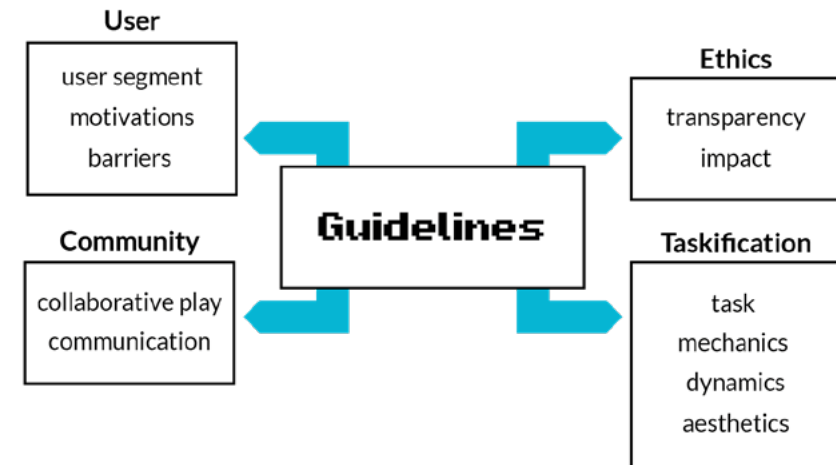 User
user segment
motivations
barriers
Ethics
transparency
impact
Guidelines
Community
collaborative play
communication
Taskification
task
mechanics
dynamics
aesthetics